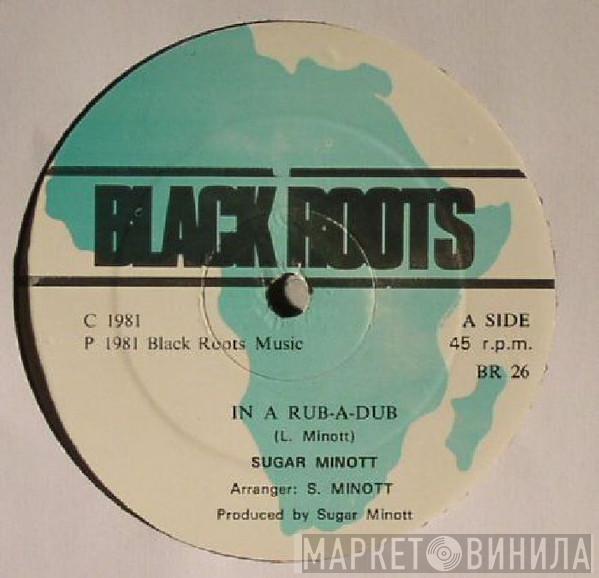 BLACK ROOTS
C 1981
A SIDE
P 1981 Black Roots Music
45 r.p.m.
BR 26
IN A RUB-A-DUB
(L. Minott)
SUGAR MINOTT
Arranger: S. MINOTT
Produced by Sugar Minott
МАРКЕТ ВИНИЛА